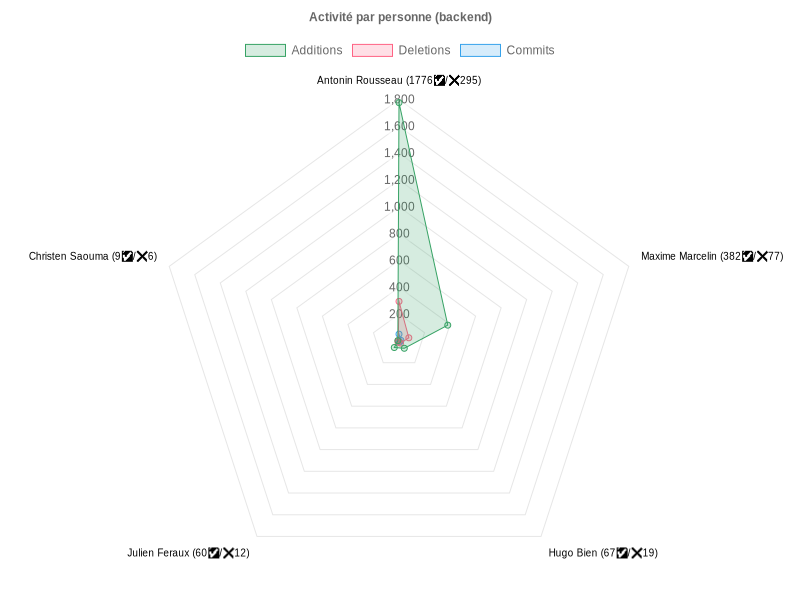 Activité par personne (backend)
Additions Deletions Commits
Antonin Rousseau (1776✅/❌295)
1,800
1,600
1,400
1,200
1,000
800
600
400
200
Christen Saouma (9✅/❌6)
Maxime Marcelin (382✅/❌77)
Julien Feraux (60✅/❌12)
Hugo Bien (67✅/❌19)